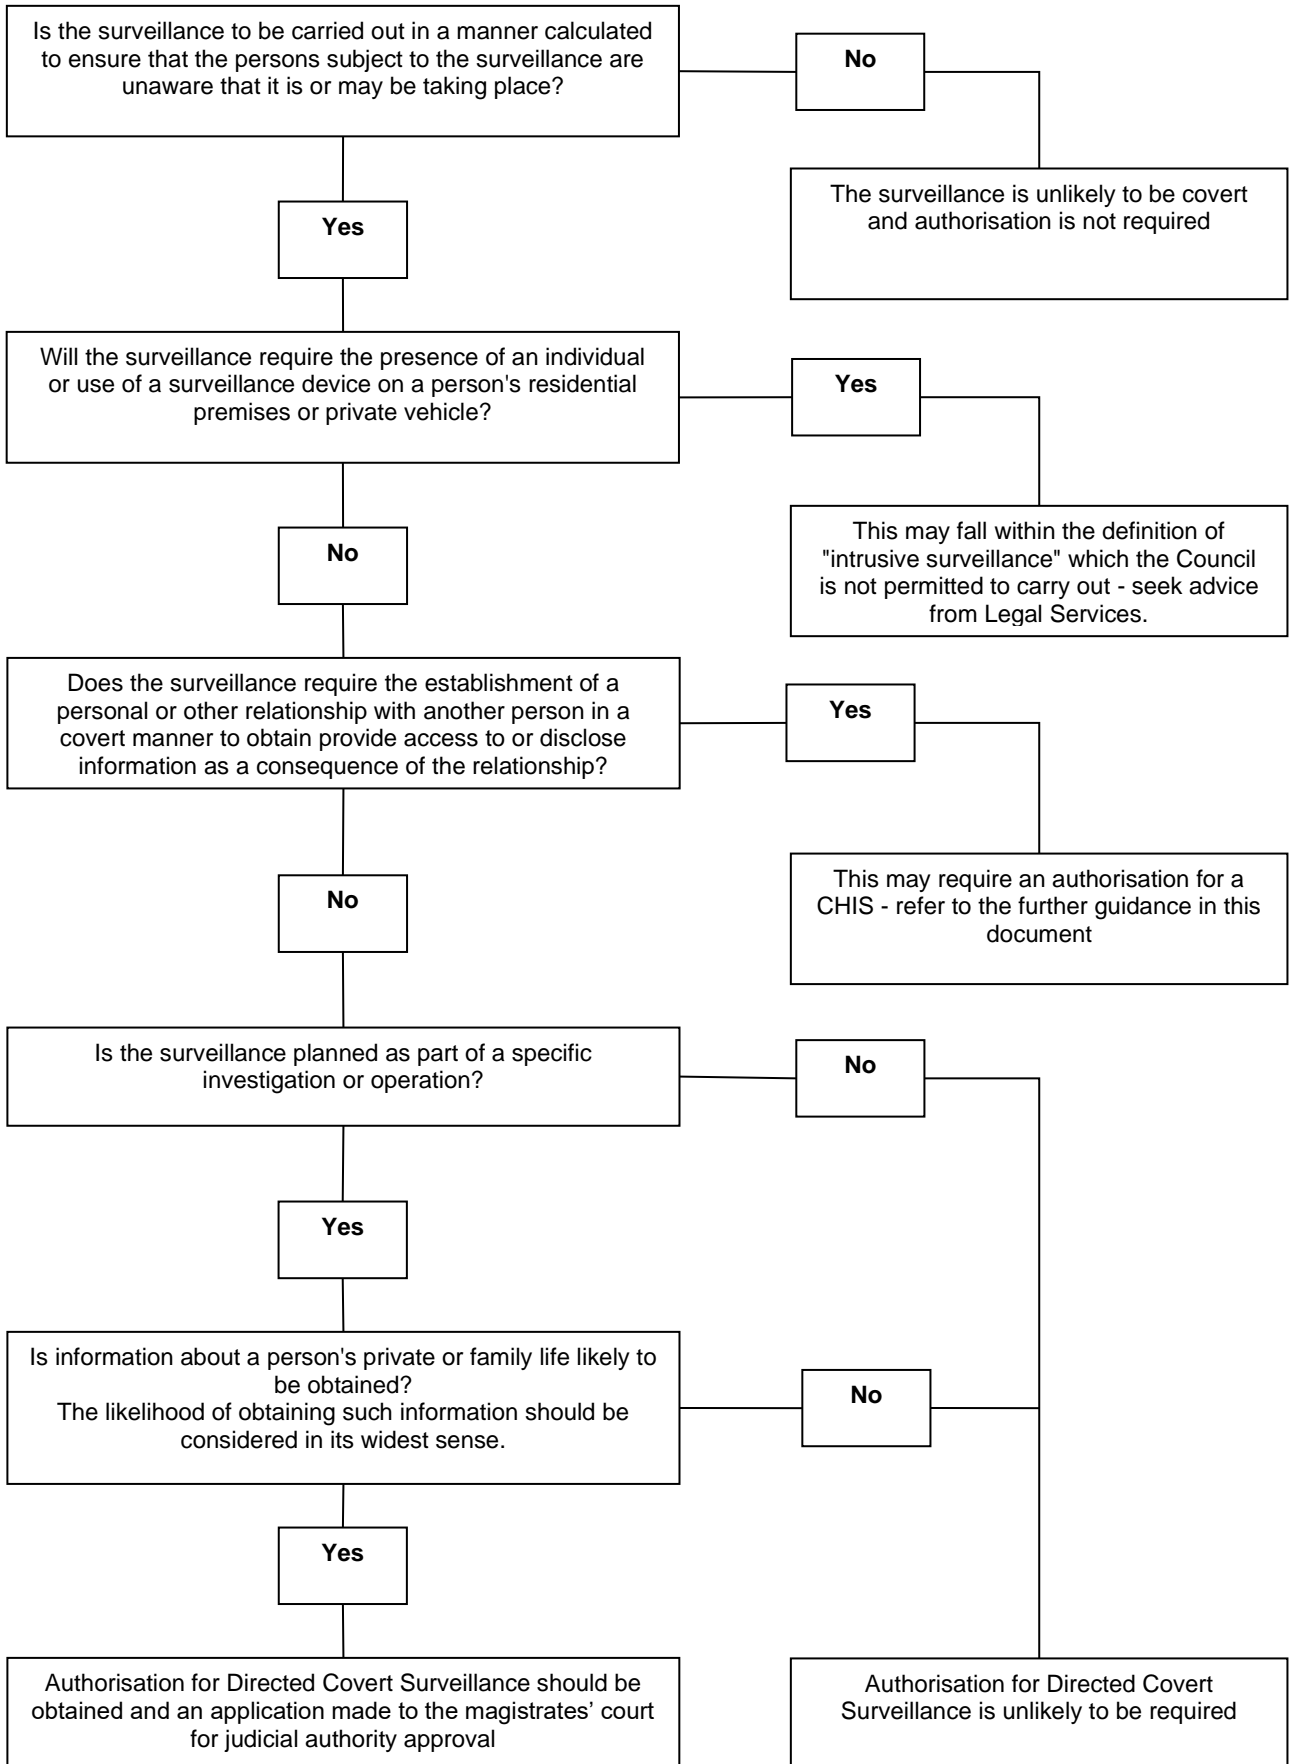 Is the surveillance to be carried out in a manner calculated
to ensure that the persons subject to the surveillance are
unaware that it is or may be taking place?
No
The surveillance is unlikely to be covert
and authorisation is not required
Yes
Will the surveillance require the presence of an individual
or use of a surveillance device on a person's residential
premises or private vehicle?
Yes
This may fall within the definition of
"intrusive surveillance" which the Council
is not permitted to carry out - seek advice
from Legal Services.
No
Does the surveillance require the establishment of a
personal or other relationship with another person in a
covert manner to obtain provide access to or disclose
information as a consequence of the relationship?
Yes
This may require an authorisation for a
CHIS - refer to the further guidance in this
document
No
Is the surveillance planned as part of a specific
investigation or operation?
No
Yes
Is information about a person's private or family life likely to
be obtained?
The likelihood of obtaining such information should be
considered in its widest sense.
No
Yes
Authorisation for Directed Covert Surveillance should be
obtained and an application made to the magistrates’ court
for judicial authority approval
Authorisation for Directed Covert
Surveillance is unlikely to be required